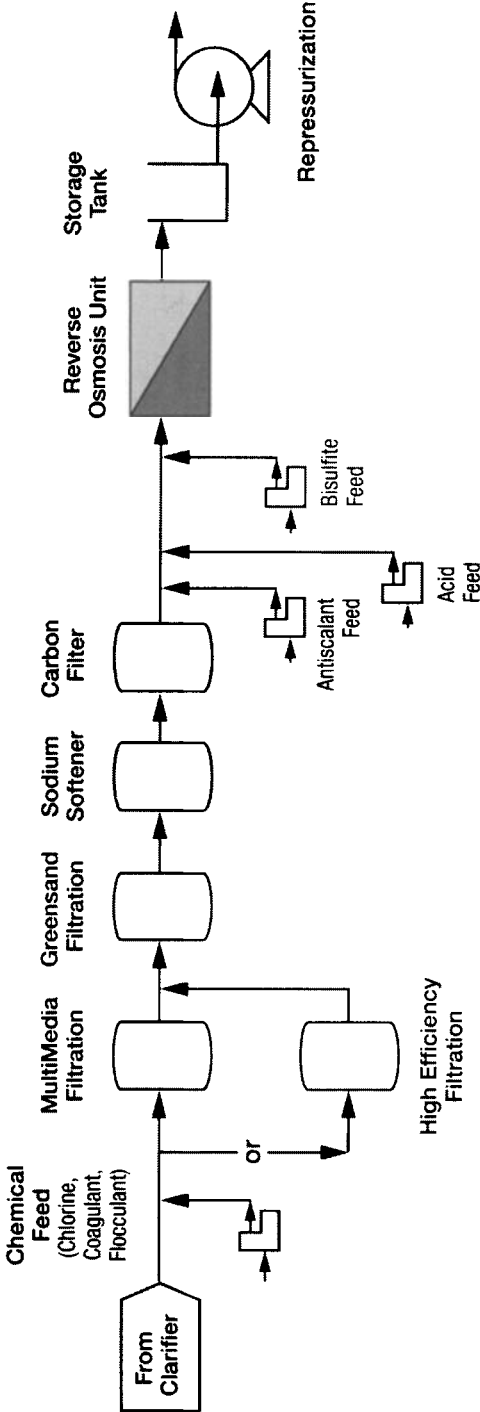 From
Clarifier
Chemical
Feed
(Chlorine,
Coagulant,
Flocculant)
or
MultiMedia
Filtration
High Efficiency
Filtration
Greensand
Filtration
Sodium
Softener
Carbon
Filter
Antiscalant
Feed
Acid
Feed
Bisulfite
Feed
Reverse
Osmosis Unit
Storage
Tank
Repressurization